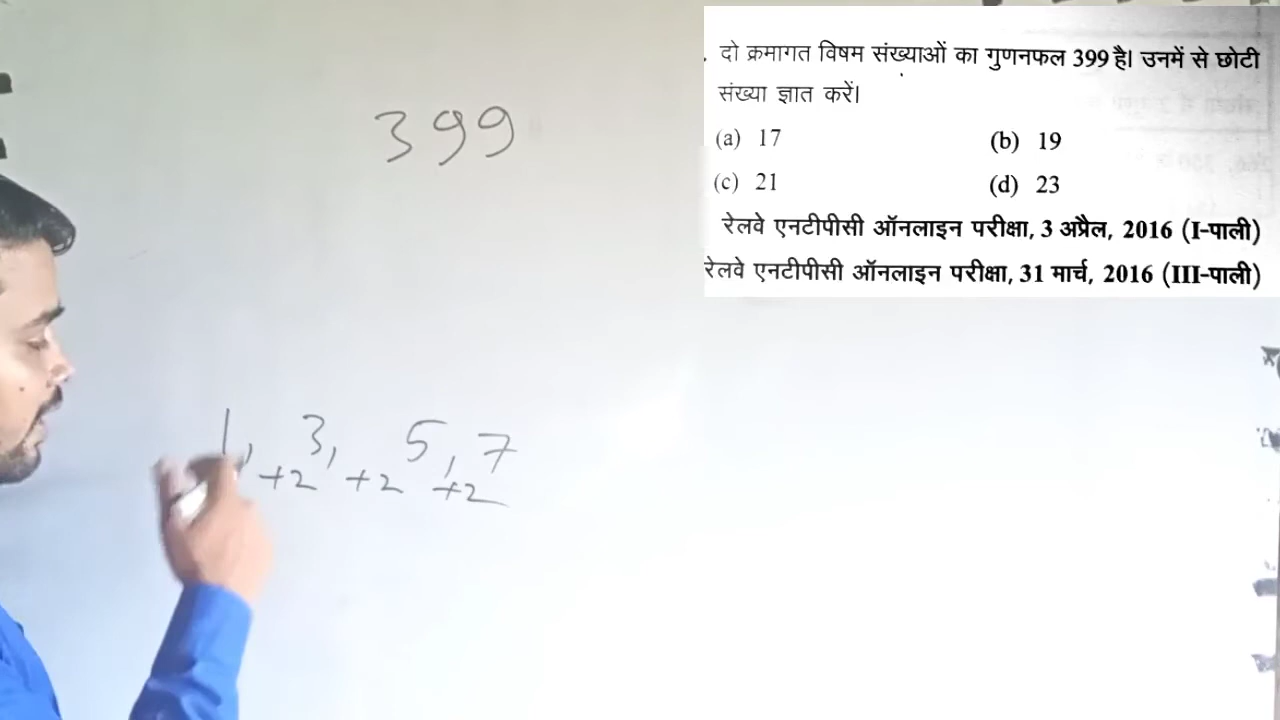 . दो क्रमागत विषम संख्याओं का गुणनफल 399 है। उनमें से छोटी
संख्या ज्ञात करें।
(a) 17 (b) 19
(c) 21 (d) 23
रेलवे एनटीपीसी ऑनलाइन परीक्षा, 3 अप्रैल, 2016 (I-पाली)
रेलवे एनटीपीसी ऑनलाइन परीक्षा, 31 मार्च, 2016 (III-पाली)
399
1, 3, 5, 7
+2 +2 +2